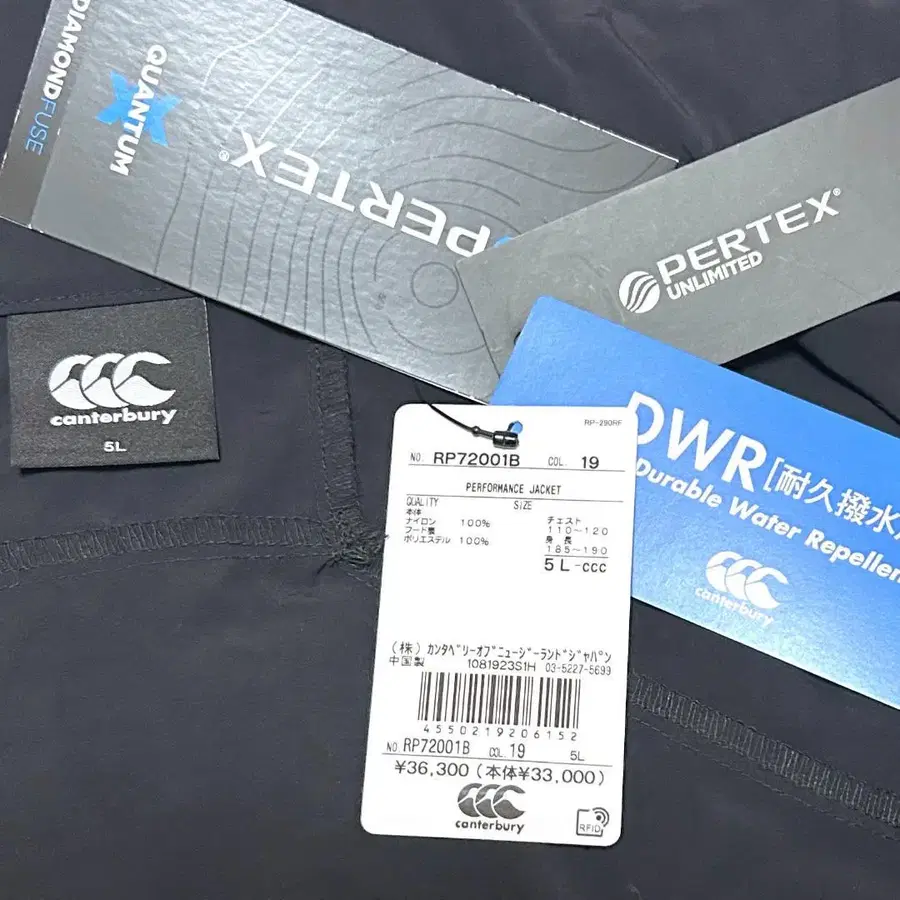 DIAMONDFUSE
QUANTUM
PERTEX®
PERTEX®
UNLIMITED
canterbury
5L
DWR[耐久撥水
Durable Water Repellen
canterbury
RP-290RF
NO. RP72001B COL. 19
PERFORMANCE JACKET
QUALITY SIZE
本体
ナイロン 100% チェスト
フード裏 110~120
ポリエステル 100% 身 長
185~190
5L-ccc
(株) カンタベリーオブニュージーランドジャパン
中国製 1081923S1H 03-5227-5699
4550219206152
NO. RP72001B COL. 19 5L
¥36,300 (本体¥33,000)
canterbury
RFID